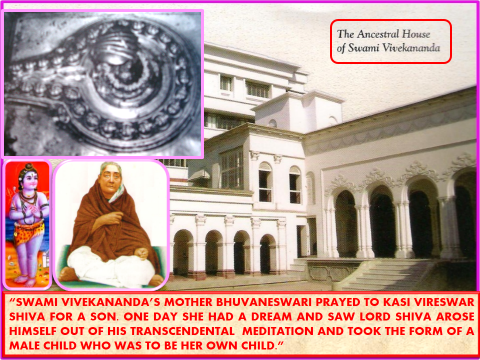 The Ancestral House
of Swami Vivekananda
"SWAMI VIVEKANANDA'S MOTHER BHUVANESWARI PRAYED TO KASI VIRESWAR
SHIVA FOR A SON. ONE DAY SHE HAD A DREAM AND SAW LORD SHIVA AROSE
HIMSELF OUT OF HIS TRANSCENDENTAL MEDITATION AND TOOK THE FORM OF A
MALE CHILD WHO WAS TO BE HER OWN CHILD."